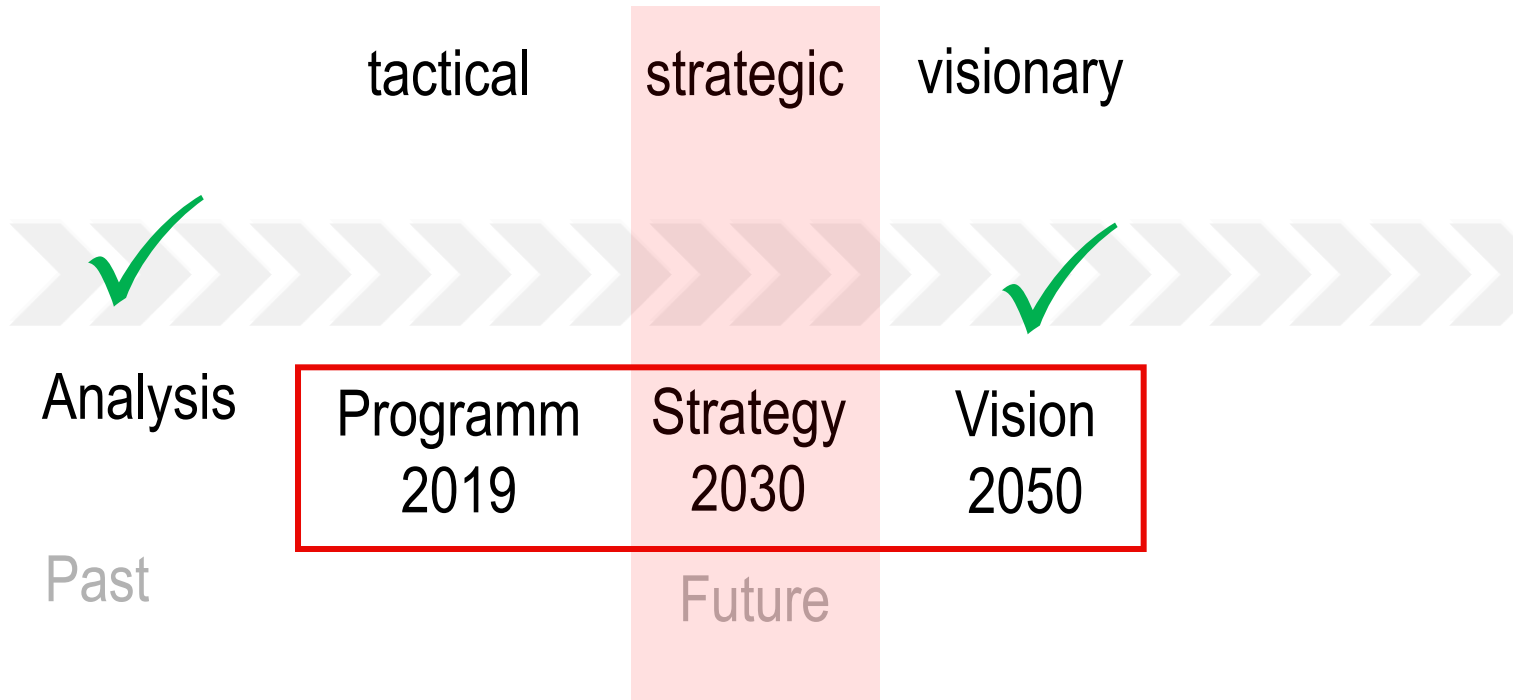 tactical
strategic
visionary
Analysis
Programm
2019
Strategy
2030
Vision
2050
Past
Future